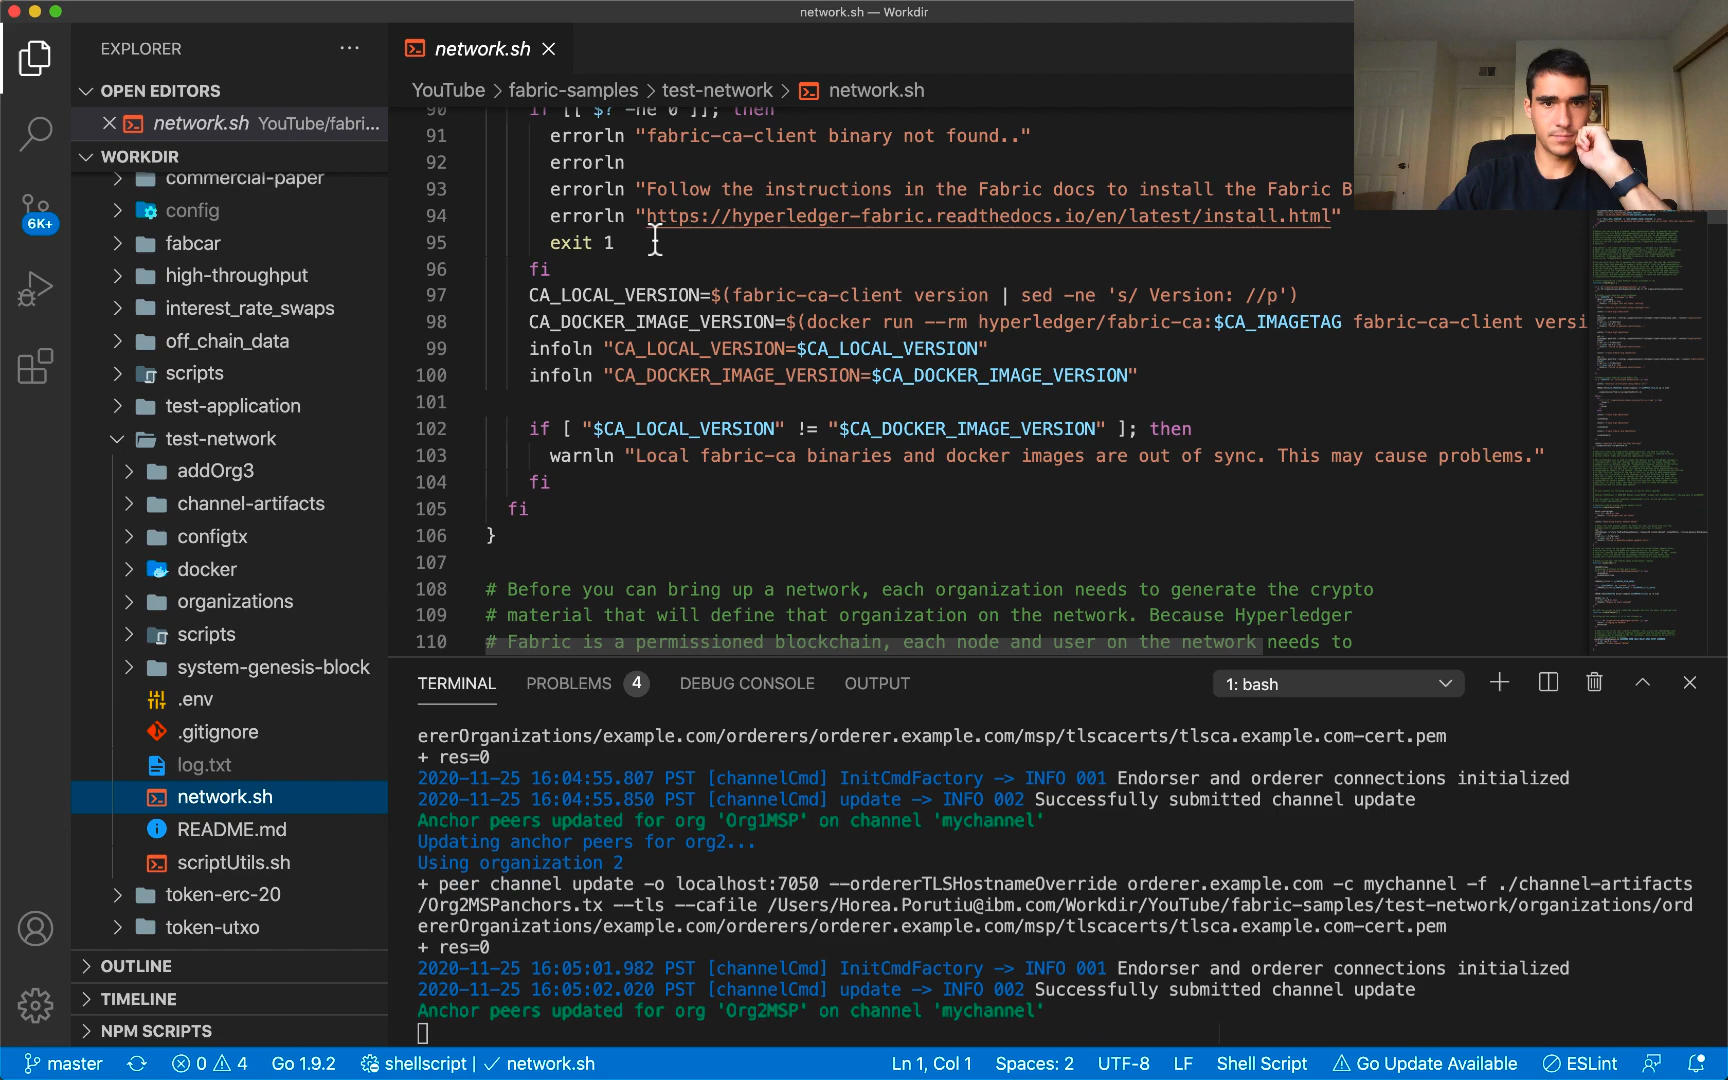 network.sh — Workdir
EXPLORER
OPEN EDITORS
network.sh YouTube/fabri...
WORKDIR
commercial-paper
config
fabcar
high-throughput
interest_rate_swaps
off_chain_data
scripts
test-application
test-network
addOrg3
channel-artifacts
configtx
docker
organizations
scripts
system-genesis-block
.env
.gitignore
log.txt
network.sh
README.md
scriptUtils.sh
token-erc-20
token-utxo
OUTLINE
TIMELINE
NPM SCRIPTS
6K+
network.sh
YouTube > fabric-samples > test-network > network.sh
90 if [[ $? -ne 0 ]]; then
91 errorln "fabric-ca-client binary not found.."
92 errorln
93 errorln "Follow the instructions in the Fabric docs to install the Fabric B
94 errorln "https://hyperledger-fabric.readthedocs.io/en/latest/install.html"
95 exit 1
96 fi
97 CA_LOCAL_VERSION=$(fabric-ca-client version | sed -ne 's/ Version: //p')
98 CA_DOCKER_IMAGE_VERSION=$(docker run --rm hyperledger/fabric-ca:$CA_IMAGETAG fabric-ca-client versi
99 infoln "CA_LOCAL_VERSION=$CA_LOCAL_VERSION"
100 infoln "CA_DOCKER_IMAGE_VERSION=$CA_DOCKER_IMAGE_VERSION"
101
102 if [ "$CA_LOCAL_VERSION" != "$CA_DOCKER_IMAGE_VERSION" ]; then
103 warnln "Local fabric-ca binaries and docker images are out of sync. This may cause problems."
104 fi
105 fi
106 }
107
108 # Before you can bring up a network, each organization needs to generate the crypto
109 # material that will define that organization on the network. Because Hyperledger
110 # Fabric is a permissioned blockchain, each node and user on the network needs to
TERMINAL PROBLEMS 4 DEBUG CONSOLE OUTPUT 1: bash
ererOrganizations/example.com/orderers/orderer.example.com/msp/tlscacerts/tlsca.example.com-cert.pem
+ res=0
2020-11-25 16:04:55.807 PST [channelCmd] InitCmdFactory -> INFO 001 Endorser and orderer connections initialized
2020-11-25 16:04:55.850 PST [channelCmd] update -> INFO 002 Successfully submitted channel update
Anchor peers updated for org 'Org1MSP' on channel 'mychannel'
Updating anchor peers for org2...
Using organization 2
+ peer channel update -o localhost:7050 --ordererTLSHostnameOverride orderer.example.com -c mychannel -f ./channel-artifacts
/Org2MSPanchors.tx --tls --cafile /Users/Horea.Porutiu@ibm.com/Workdir/YouTube/fabric-samples/test-network/organizations/ord
ererOrganizations/example.com/orderers/orderer.example.com/msp/tlscacerts/tlsca.example.com-cert.pem
+ res=0
2020-11-25 16:05:01.982 PST [channelCmd] InitCmdFactory -> INFO 001 Endorser and orderer connections initialized
2020-11-25 16:05:02.020 PST [channelCmd] update -> INFO 002 Successfully submitted channel update
Anchor peers updated for org 'Org2MSP' on channel 'mychannel'
master 0 4 Go 1.9.2 shellscript | ✓ network.sh Ln 1, Col 1 Spaces: 2 UTF-8 LF Shell Script Go Update Available ESLint